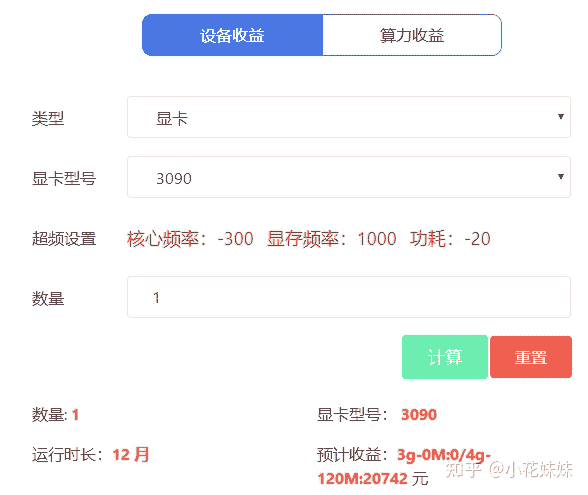 设备收益 算力收益
类型 显卡
显卡型号 3090
超频设置 核心频率：-300 显存频率：1000 功耗：-20
数量 1
计算 重置
数量: 1 显卡型号： 3090
运行时长：12 月 预计收益：3g-0M:0/4g-
120M:20742 元
知乎 @小花妹妹